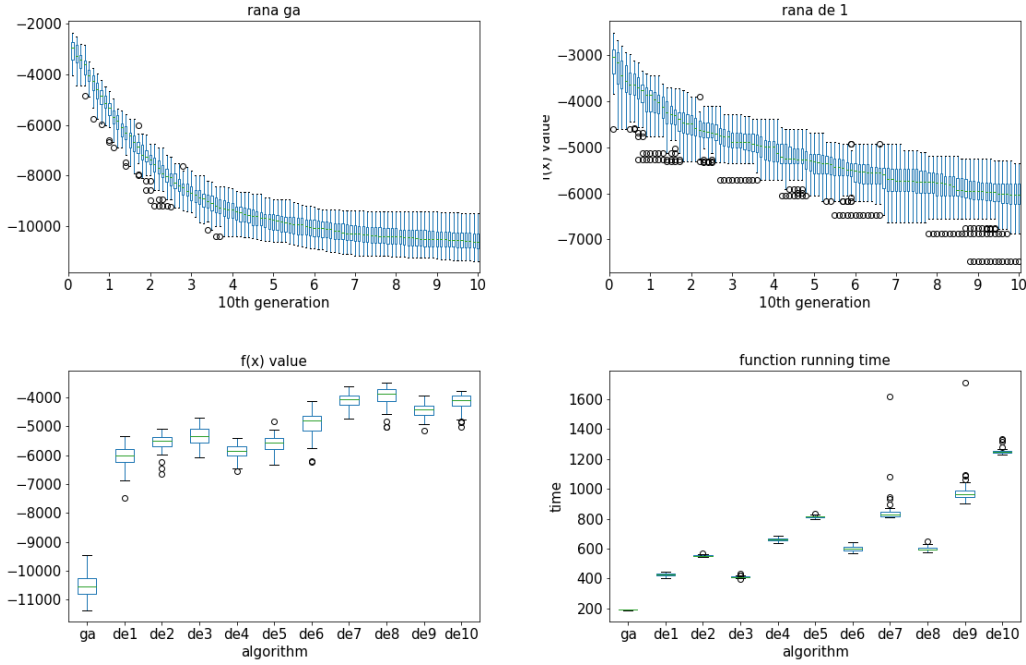 rana ga
−2000
−4000
−6000
−8000
−10000
0 1 2 3 4 5 6 7 8 9 10
10th generation
rana de 1
−3000
−4000
−5000
−6000
−7000
f(x) value
0 1 2 3 4 5 6 7 8 9 10
10th generation
f(x) value
−4000
−5000
−6000
−7000
−8000
−9000
−10000
−11000
ga de1 de2 de3 de4 de5 de6 de7 de8 de9 de10
algorithm
function running time
1600
1400
1200
1000
800
600
400
200
time
ga de1 de2 de3 de4 de5 de6 de7 de8 de9 de10
algorithm